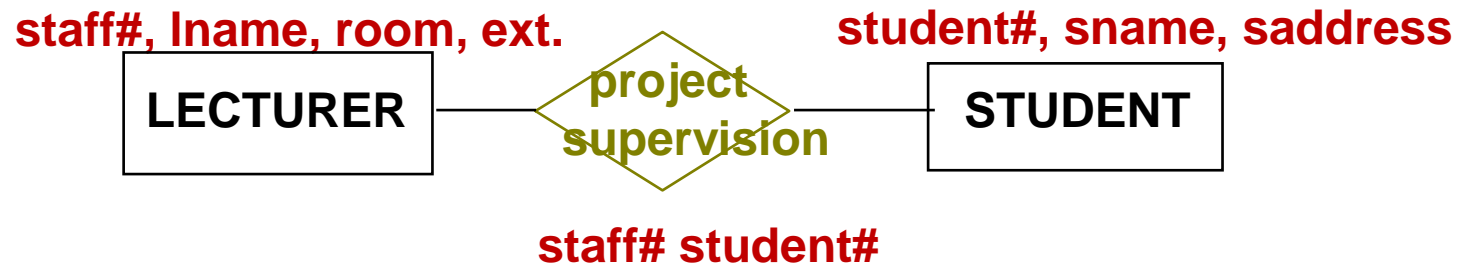 staff#, lname, room, ext.
student#, sname, saddress
LECTURER
project
supervision
STUDENT
staff# student#